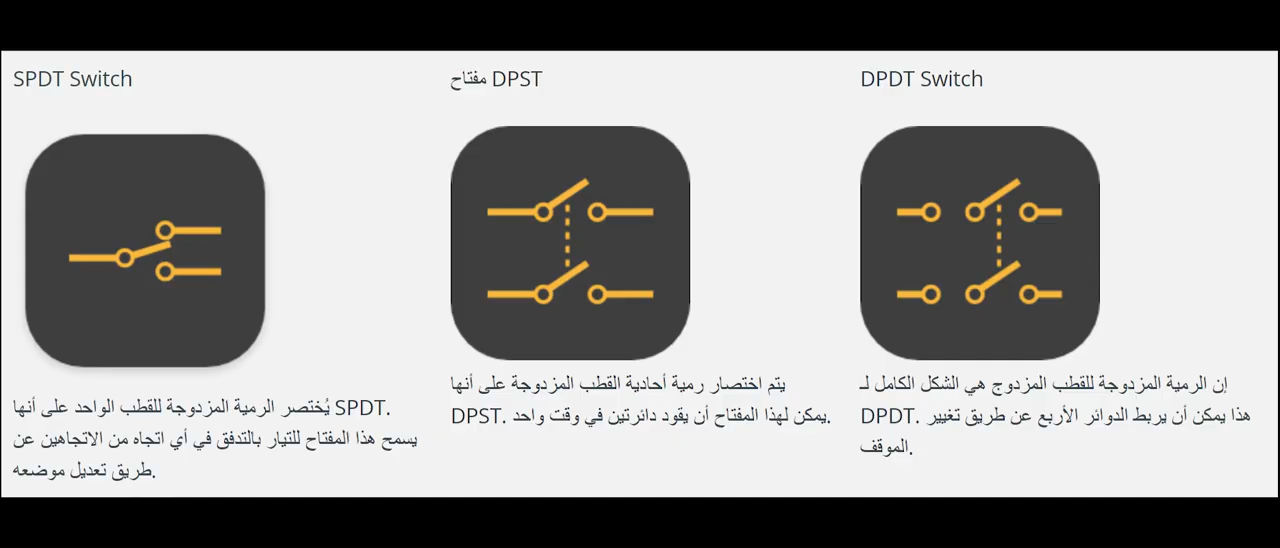 SPDT Switch
يُختصر الرمية المزدوجة للقطب الواحد على أنها SPDT.
يسمح هذا المفتاح للتيار بالتدفق في أي اتجاه من الاتجاهين عن
طريق تعديل موضعه.
مفتاح DPST
يتم اختصار رمية أحادية القطب المزدوجة على أنها
DPST. يمكن لهذا المفتاح أن يقود دائرتين في وقت واحد.
DPDT Switch
إن الرمية المزدوجة للقطب المزدوج هي الشكل الكامل لـ
DPDT. هذا يمكن أن يربط الدوائر الأربع عن طريق تغيير
الموقف.